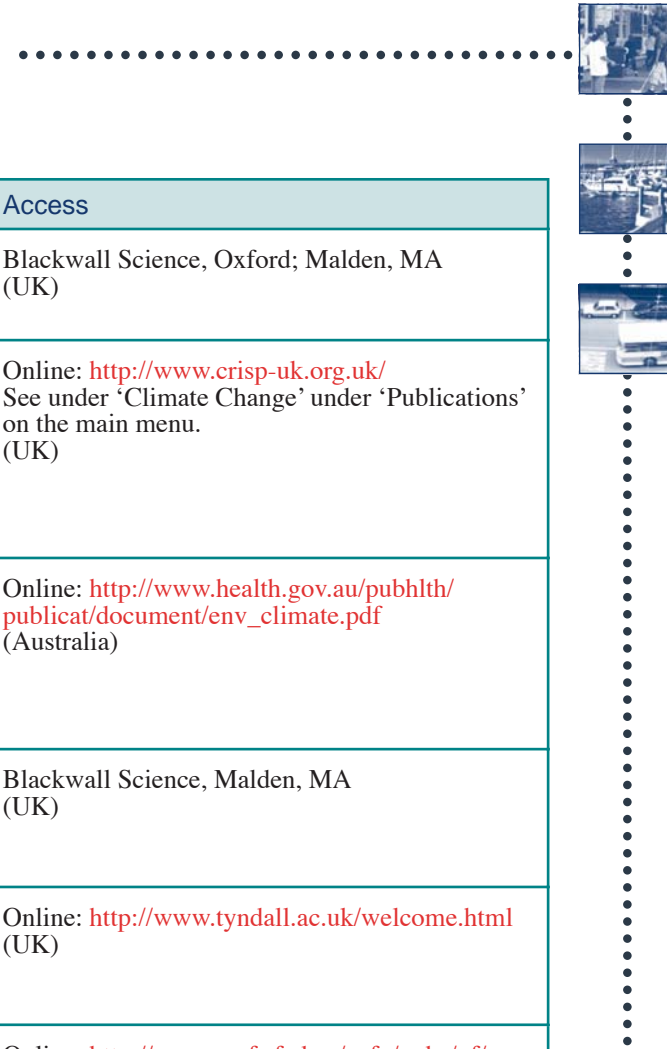 Access
Blackwall Science, Oxford; Malden, MA
(UK)
Online: http://www.crisp-uk.org.uk/
See under ‘Climate Change’ under ‘Publications’
on the main menu.
(UK)
Online: http://www.health.gov.au/pubhlth/
publicat/document/env_climate.pdf
(Australia)
Blackwall Science, Malden, MA
(UK)
Online: http://www.tyndall.ac.uk/welcome.html
(UK)
Online: